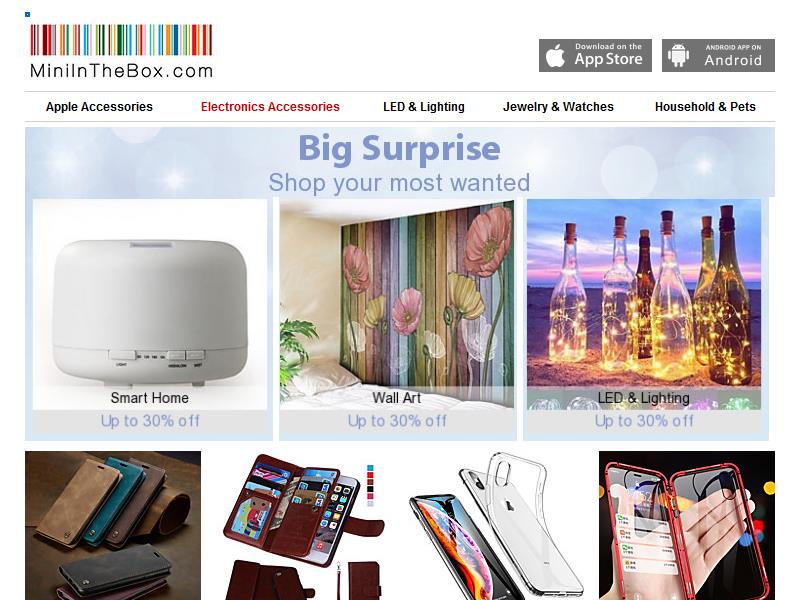 MiniInTheBox.com
Download on the
App Store
ANDROID APP ON
Android
Apple Accessories
Electronics Accessories
LED & Lighting
Jewelry & Watches
Household & Pets
Big Surprise
Shop your most wanted
LIGHT
MIST
Smart Home
Wall Art
LED & Lighting
Up to 30% off
Up to 30% off
Up to 30% off